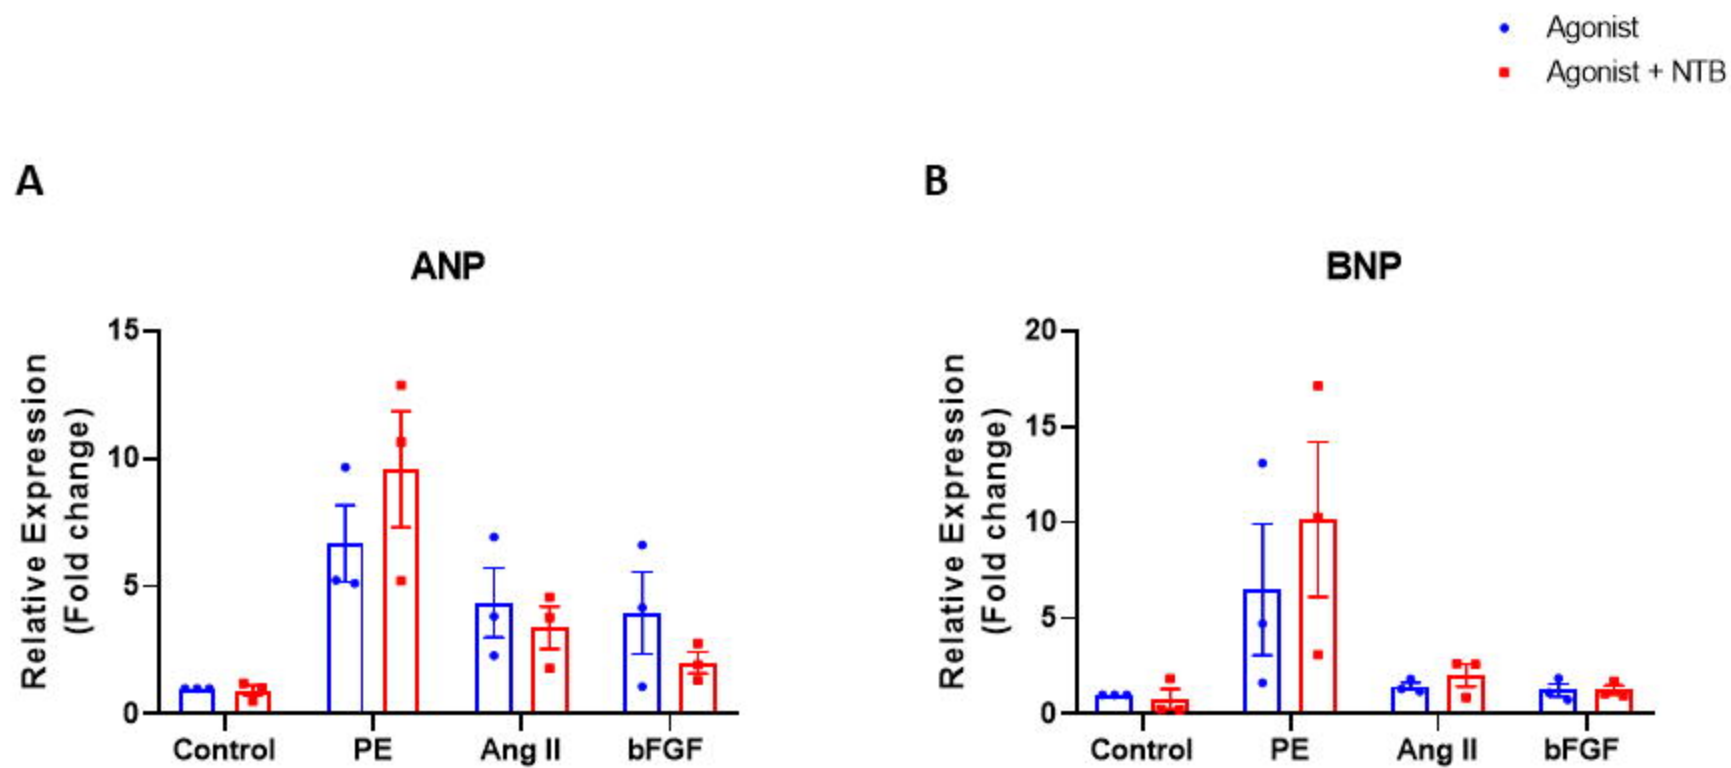 Agonist
Agonist + NTB
A
ANP
15
10
5
0
Relative Expression
(Fold change)
Control PE Ang II bFGF
B
BNP
20
15
10
5
0
Relative Expression
(Fold change)
Control PE Ang II bFGF